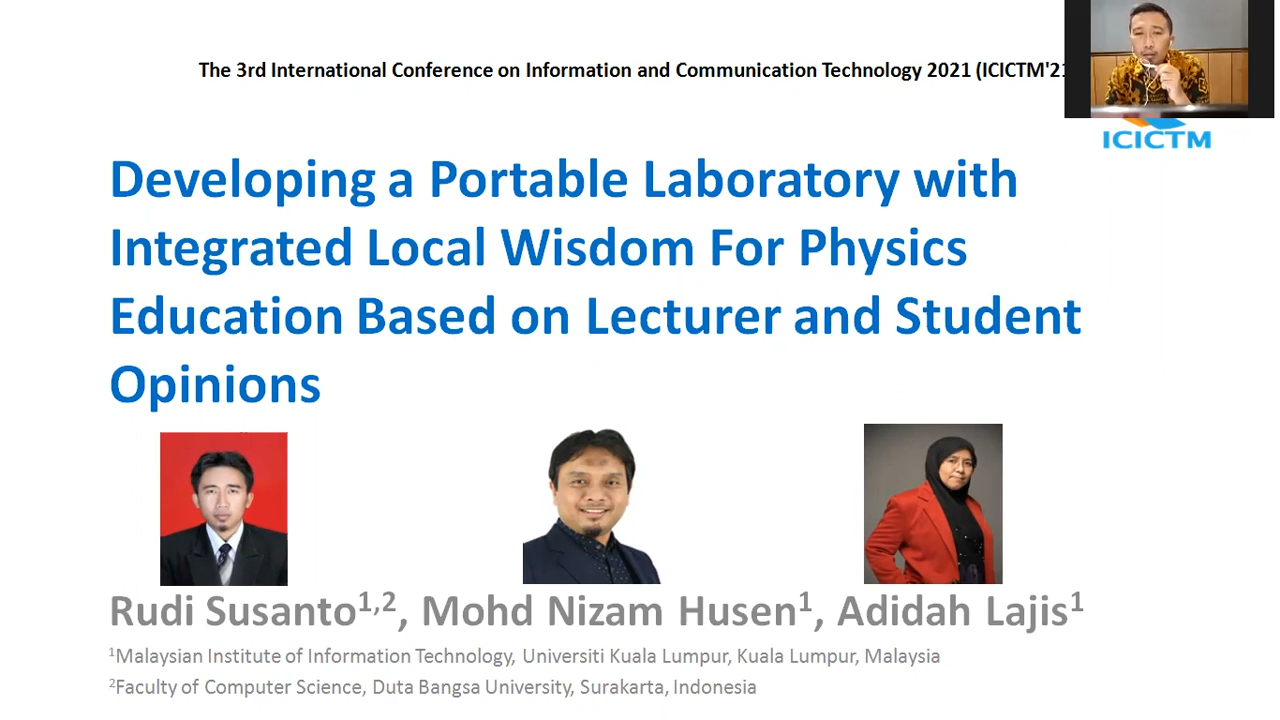 The 3rd International Conference on Information and Communication Technology 2021 (ICICTM'21
ICICTM
Developing a Portable Laboratory with
Integrated Local Wisdom For Physics
Education Based on Lecturer and Student
Opinions
Rudi Susanto1,2, Mohd Nizam Husen1, Adidah Lajis1
1Malaysian Institute of Information Technology, Universiti Kuala Lumpur, Kuala Lumpur, Malaysia
2Faculty of Computer Science, Duta Bangsa University, Surakarta, Indonesia